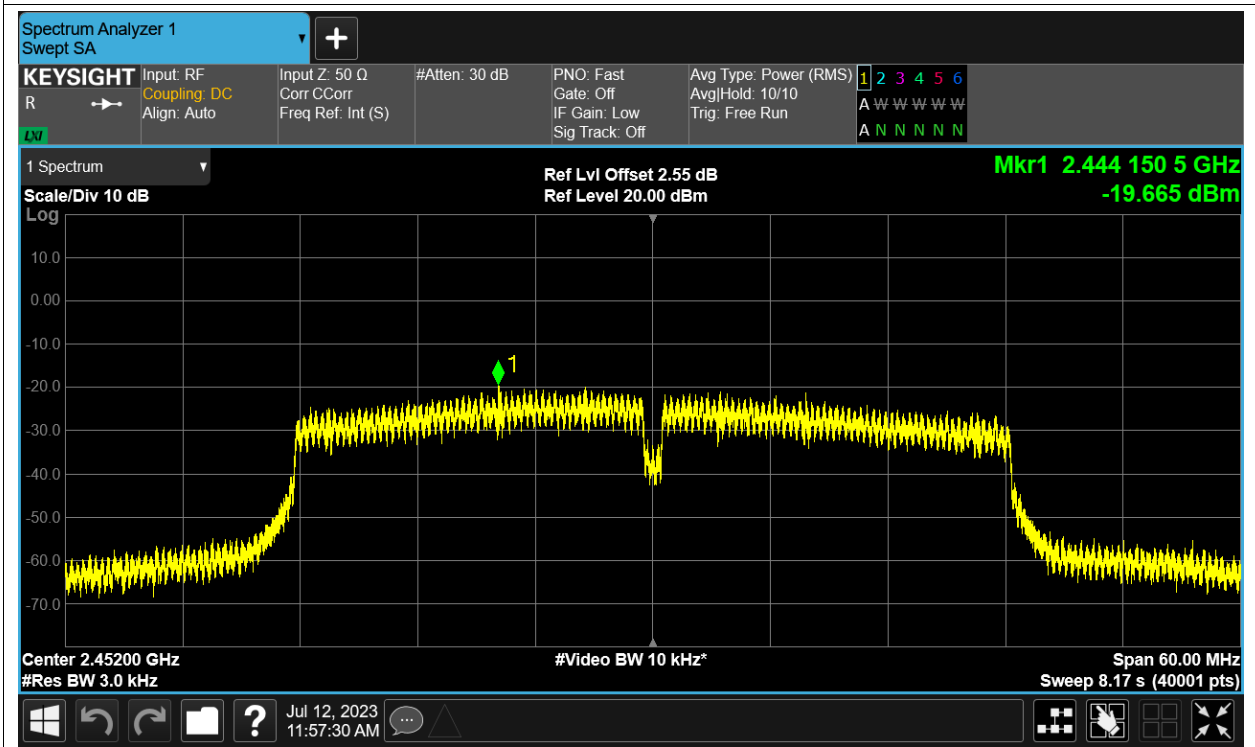 Spectrum Analyzer 1
Swept SA
KEYSIGHT
R
LXI
Input: RF
Coupling: DC
Align: Auto
Input Z: 50 Ω
Corr CCorr
Freq Ref: Int (S)
#Atten: 30 dB
PNO: Fast
Gate: Off
IF Gain: Low
Sig Track: Off
Avg Type: Power (RMS)
Avg|Hold: 10/10
Trig: Free Run
1 2 3 4 5 6
A W W W W W
A N N N N N
1 Spectrum
Scale/Div 10 dB
Log
Ref Lvl Offset 2.55 dB
Ref Level 20.00 dBm
Mkr1 2.444 150 5 GHz
-19.665 dBm
10.0
0.00
-10.0
1
-20.0
-30.0
-40.0
-50.0
-60.0
-70.0
Center 2.45200 GHz
#Res BW 3.0 kHz
#Video BW 10 kHz*
Span 60.00 MHz
Sweep 8.17 s (40001 pts)
?
Jul 12, 2023
11:57:30 AM